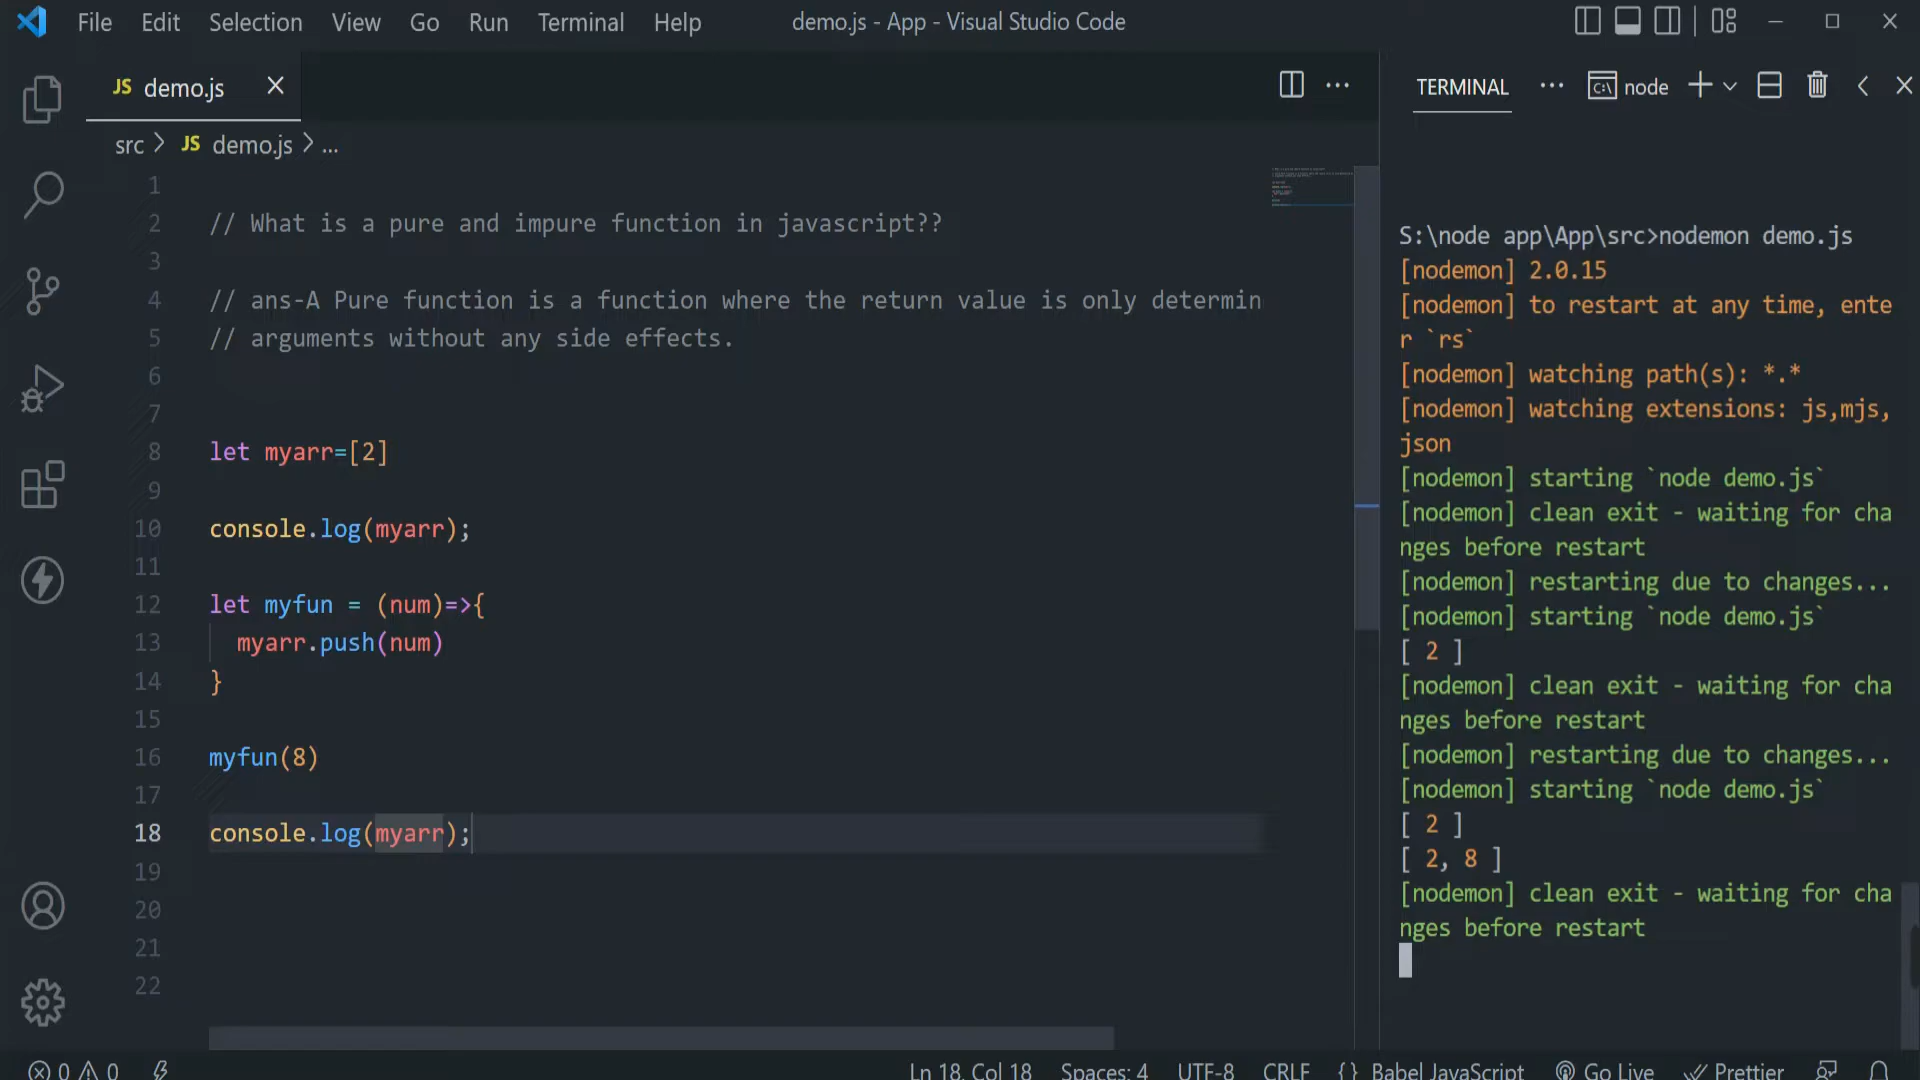 File Edit Selection View Go Run Terminal Help demo.js - App - Visual Studio Code
JS demo.js
src > JS demo.js > ...
1
2 // What is a pure and impure function in javascript??
3
4 // ans-A Pure function is a function where the return value is only determin
5 // arguments without any side effects.
6
7
8 let myarr=[2]
9
10 console.log(myarr);
11
12 let myfun = (num)=>{
13 myarr.push(num)
14 }
15
16 myfun(8)
17
18 console.log(myarr);
19
20
21
22
TERMINAL ... node
S:\node app\App\src>nodemon demo.js
[nodemon] 2.0.15
[nodemon] to restart at any time, ente
r `rs`
[nodemon] watching path(s): *.*
[nodemon] watching extensions: js,mjs,
json
[nodemon] starting `node demo.js`
[nodemon] clean exit - waiting for cha
nges before restart
[nodemon] restarting due to changes...
[nodemon] starting `node demo.js`
[ 2 ]
[nodemon] clean exit - waiting for cha
nges before restart
[nodemon] restarting due to changes...
[nodemon] starting `node demo.js`
[ 2 ]
[ 2, 8 ]
[nodemon] clean exit - waiting for cha
nges before restart
0 0 Ln 18, Col 18 Spaces: 4 UTF-8 CRLF { } Babel JavaScript Go Live Prettier